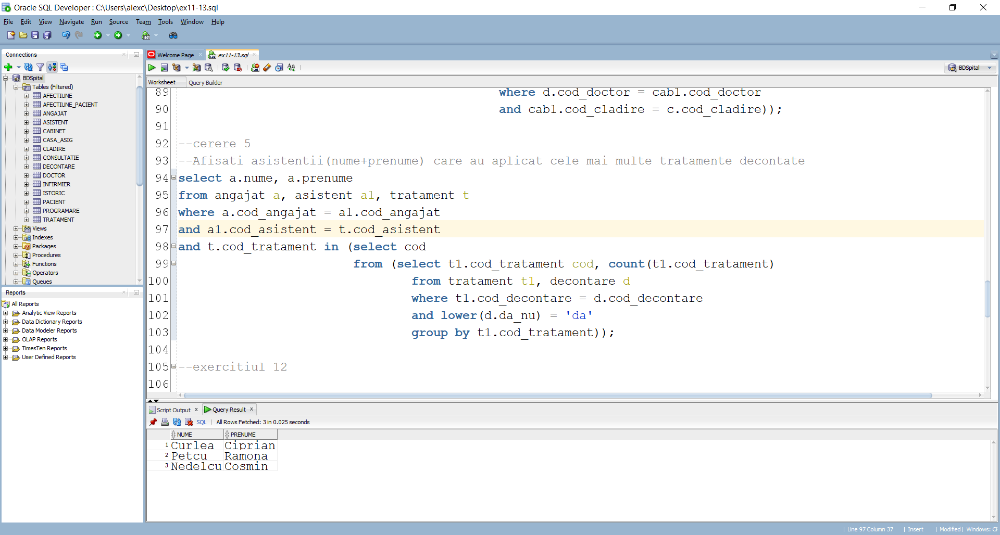 Oracle SQL Developer : C:\Users\alexc\Desktop\ex11-13.sql
File Edit View Navigate Run Source Team Tools Window Help
Connections
BDSpital
Tables (Filtered)
AFECTIUNE
AFECTIUNE_PACIENT
ANGAJAT
ASISTENT
CABINET
CASA_ASIG
CLADIRE
CONSULTATIE
DECONTARE
DOCTOR
INFIRMIER
ISTORIC
PACIENT
PROGRAMARE
TRATAMENT
Views
Indexes
Packages
Procedures
Functions
Operators
Queues
Reports
All Reports
Analytic View Reports
Data Dictionary Reports
Data Modeler Reports
OLAP Reports
TimesTen Reports
User Defined Reports
Welcome Page ex11-13.sql
BDSpital
Worksheet Query Builder
89 where d.cod_doctor = cab1.cod_doctor
90 and cab1.cod_cladire = c.cod_cladire));
91
92 --cerere 5
93 --Afisati asistentii(nume+prenume) care au aplicat cele mai multe tratamente decontate
94 select a.nume, a.prenume
95 from angajat a, asistent a1, tratament t
96 where a.cod_angajat = a1.cod_angajat
97 and a1.cod_asistent = t.cod_asistent
98 and t.cod_tratament in (select cod
99 from (select t1.cod_tratament cod, count(t1.cod_tratament)
100 from tratament t1, decontare d
101 where t1.cod_decontare = d.cod_decontare
102 and lower(d.da_nu) = 'da'
103 group by t1.cod_tratament));
104
105 --exercitiul 12
106
Script Output x Query Result x
SQL | All Rows Fetched: 3 in 0.025 seconds
NUME PRENUME
1 Curlea Ciprian
2 Petcu Ramona
3 Nedelcu Cosmin
| Line 97 Column 37 | Insert | Modified | Windows: CF